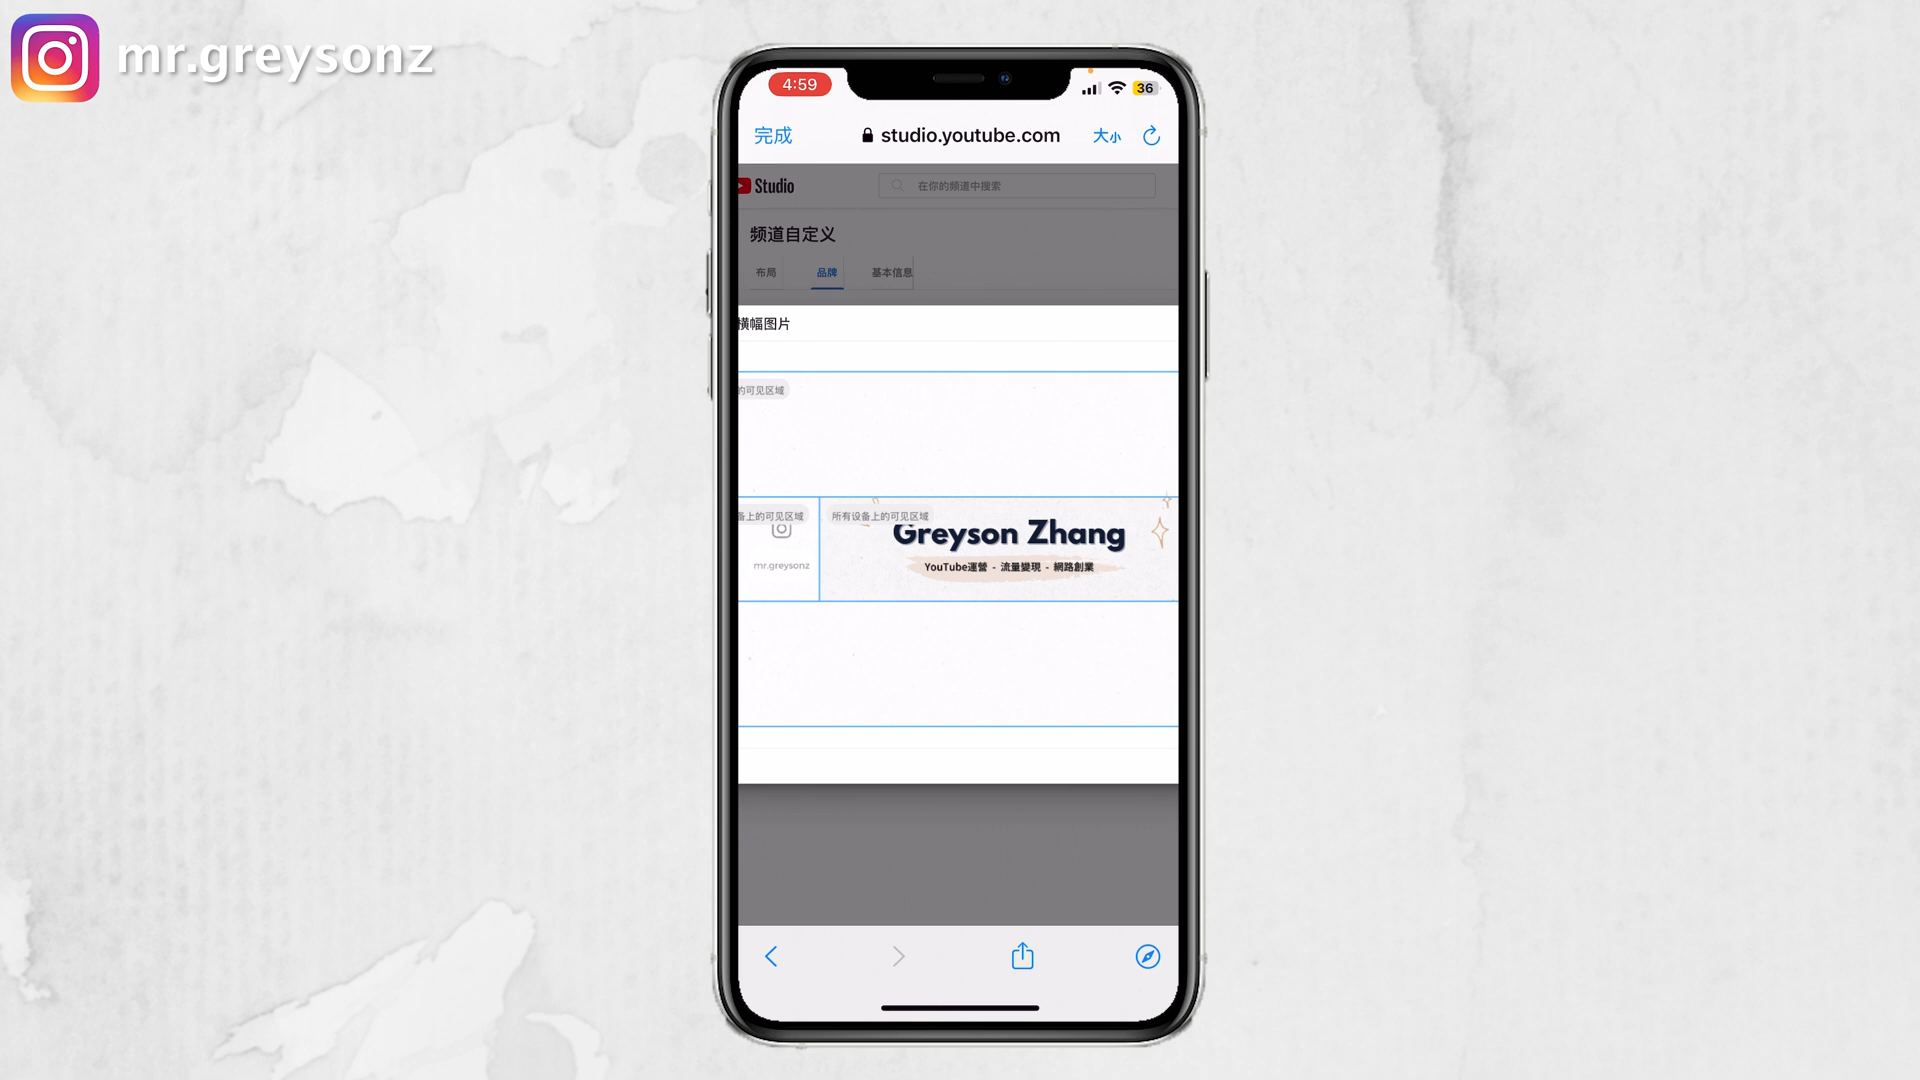 mr.greysonz
4:59
36
完成
studio.youtube.com
大小
Studio
在你的频道中搜索
频道自定义
布局
品牌
基本信息
横幅图片
的可见区域
备上的可见区域
所有设备上的可见区域
Greyson Zhang
mr.greysonz
YouTube運營 - 流量變現 - 網路創業